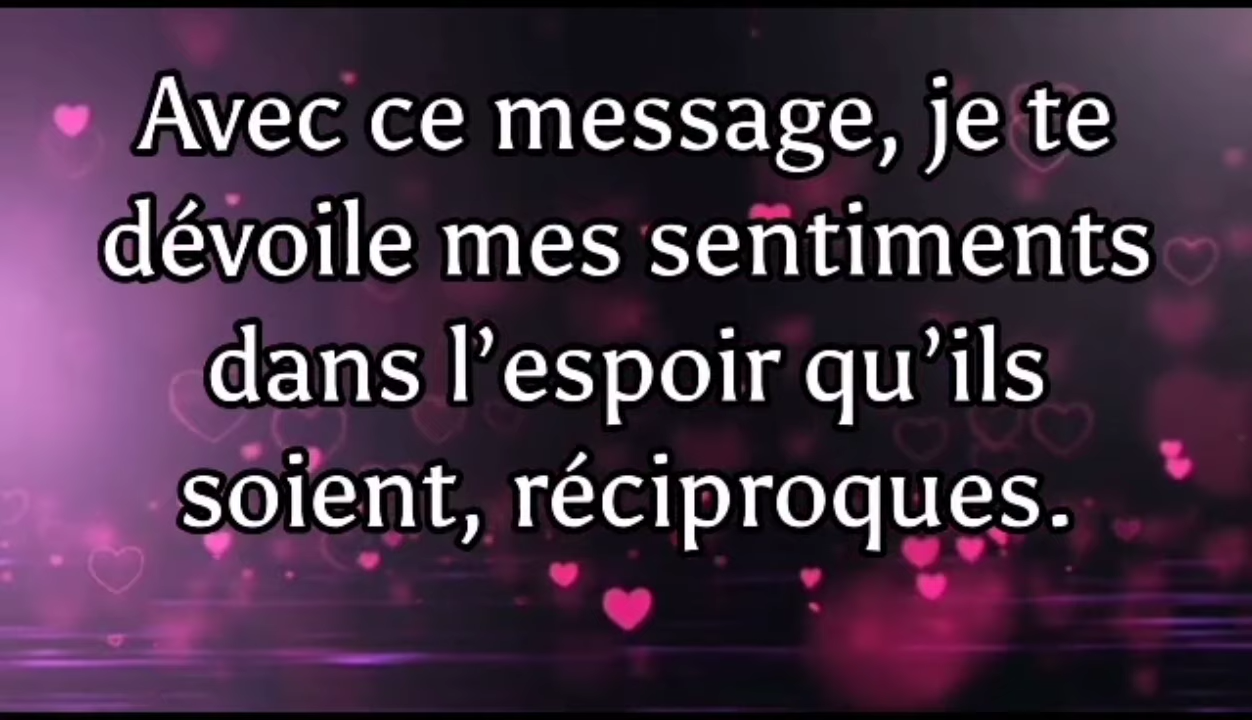 Avec ce message, je te
dévoile mes sentiments
dans l’espoir qu’ils
soient, réciproques.